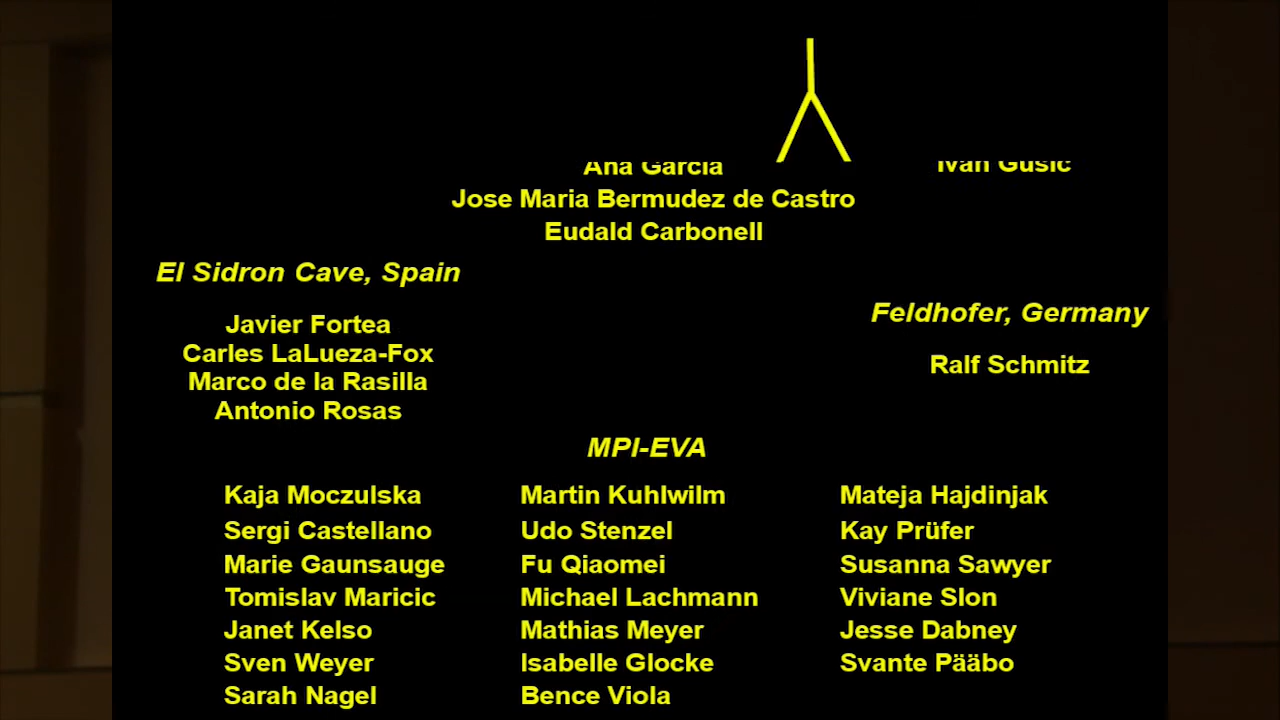 Ana Garcia
Ivan Gusic
Jose Maria Bermudez de Castro
Eudald Carbonell
El Sidron Cave, Spain
Javier Fortea
Carles LaLueza-Fox
Marco de la Rasilla
Antonio Rosas
Feldhofer, Germany
Ralf Schmitz
MPI-EVA
Kaja Moczulska
Sergi Castellano
Marie Gaunsauge
Tomislav Maricic
Janet Kelso
Sven Weyer
Sarah Nagel
Martin Kuhlwilm
Udo Stenzel
Fu Qiaomei
Michael Lachmann
Mathias Meyer
Isabelle Glocke
Bence Viola
Mateja Hajdinjak
Kay Prüfer
Susanna Sawyer
Viviane Slon
Jesse Dabney
Svante Pääbo